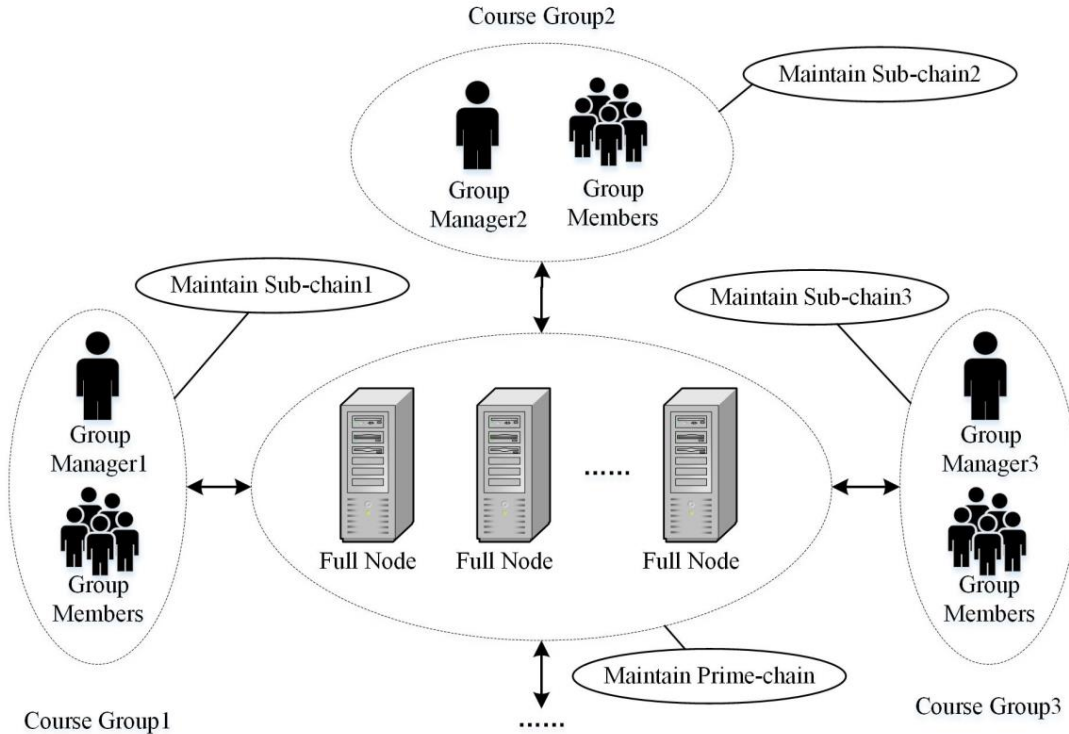 Course Group2
Maintain Sub-chain2
Group
Manager2
Group
Members
Maintain Sub-chain1
Maintain Sub-chain3
Group
Manager1
Group
Members
Full Node
Full Node
......
Full Node
Group
Manager3
Group
Members
Maintain Prime-chain
Course Group1
......
Course Group3